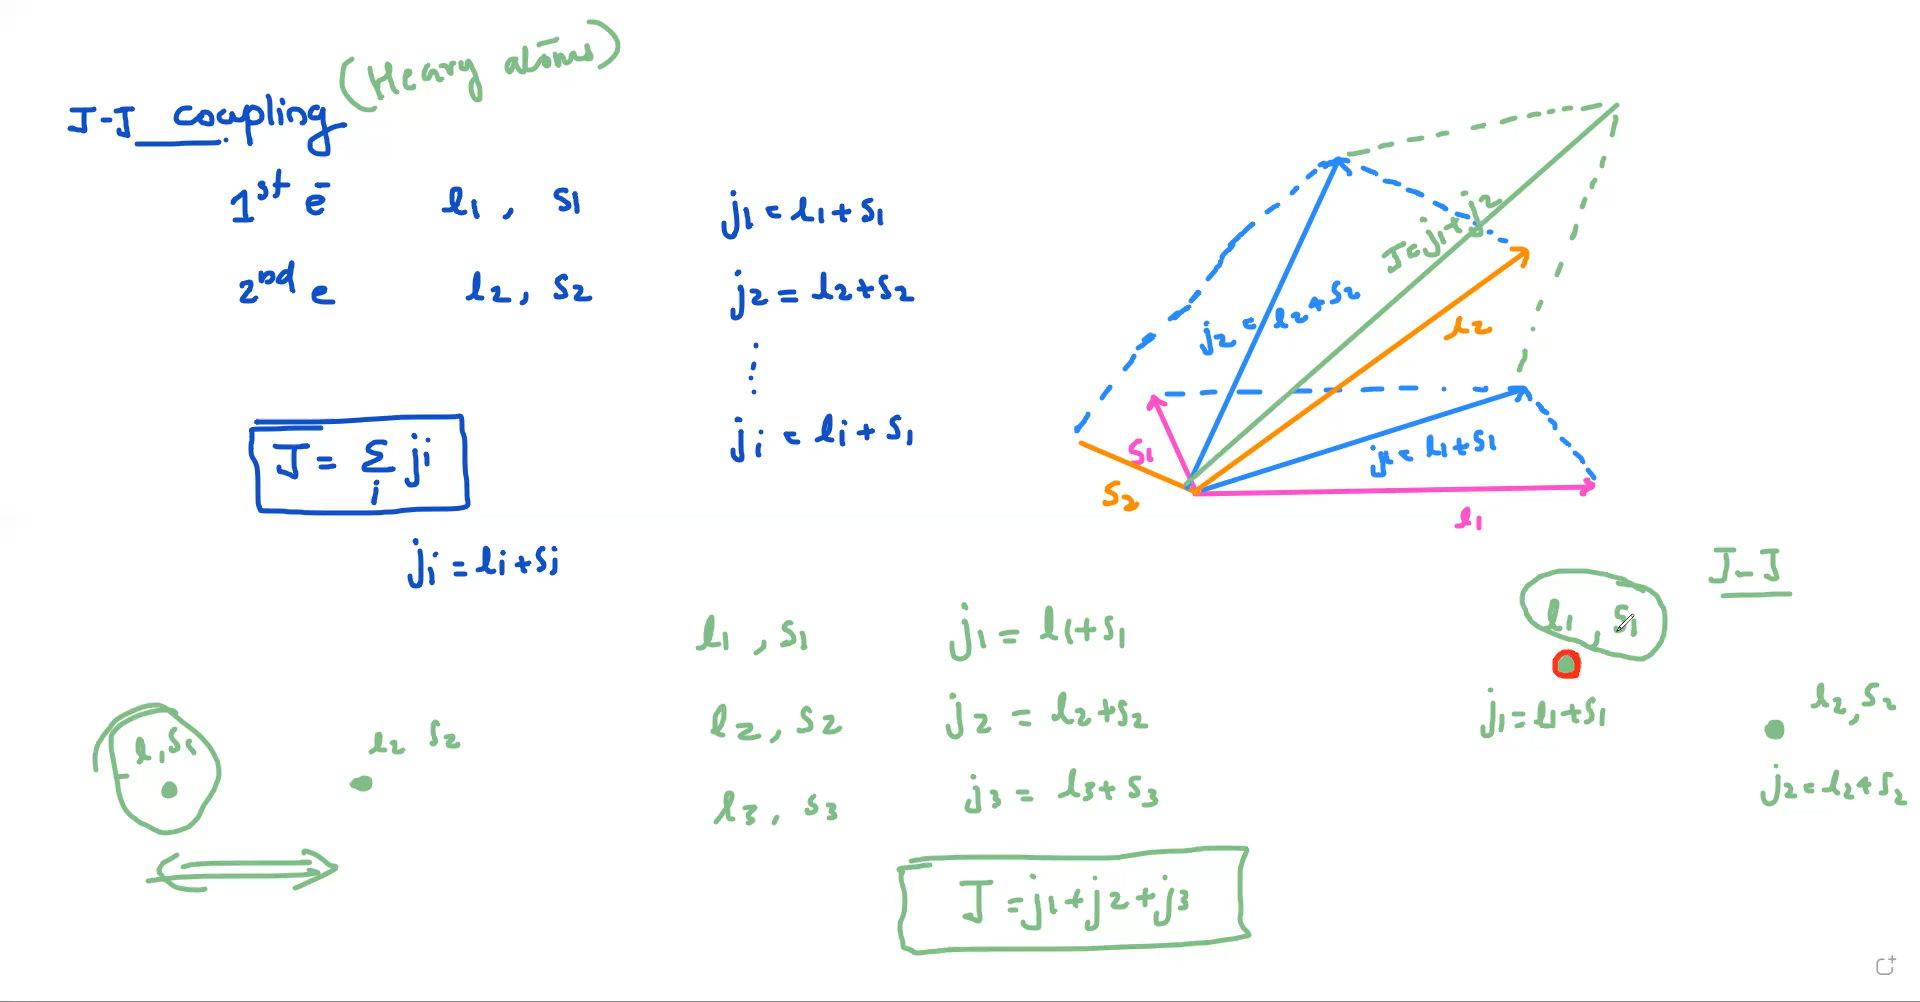 J-J coupling (Heavy atoms)
1st e⁻ l1, s1 j1 = l1+s1
2nd e l2, s2 j2 = l2+s2
⋮
ji = li + s1
J = Σ ji
i
ji = li + si
J = j1 + j2
j2 = l2 + s2
l2
s1
j1 = l1 + s1
s2
l1
J-J
l1, s1
j1 = l1+s1
l2, s2
j2 = l2+s2
l1, s1 j1 = l1+s1
l2, s2 j2 = l2+s2
l3, s3 j3 = l3+s3
J = j1+j2+j3
l1 s1
l2 s2